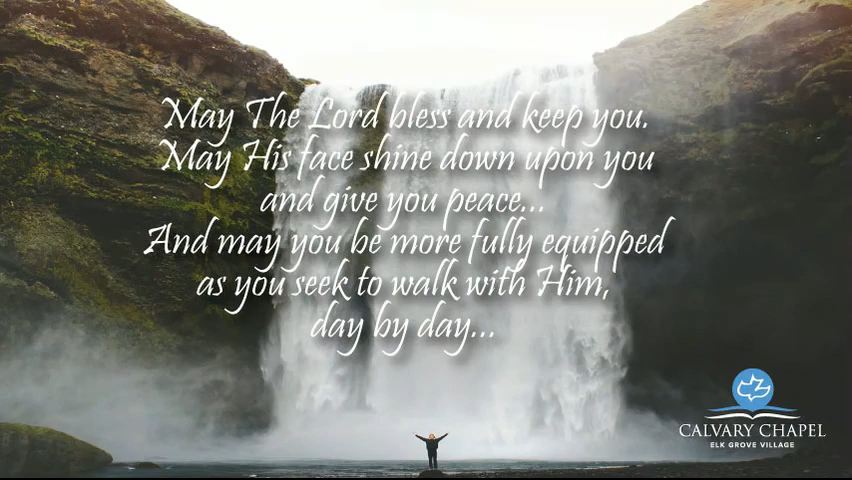 May The Lord bless and keep you.
May His face shine down upon you
and give you peace...
And may you be more fully equipped
as you seek to walk with Him,
day by day...
CALVARY CHAPEL
ELK GROVE VILLAGE